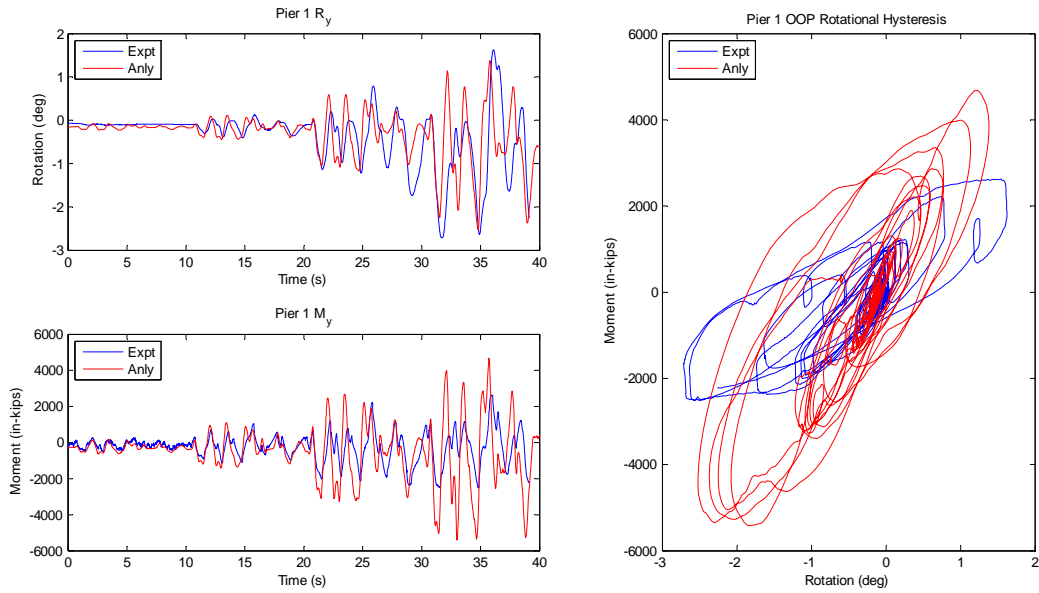 Pier 1 R_y
Expt
Anly
Rotation (deg)
2
1
0
-1
-2
-3
0 5 10 15 20 25 30 35 40
Time (s)
Pier 1 M_y
Expt
Anly
Moment (in-kips)
6000
4000
2000
0
-2000
-4000
-6000
0 5 10 15 20 25 30 35 40
Time (s)
Pier 1 OOP Rotational Hysteresis
Expt
Anly
Moment (in-kips)
6000
4000
2000
0
-2000
-4000
-6000
-3 -2 -1 0 1 2
Rotation (deg)